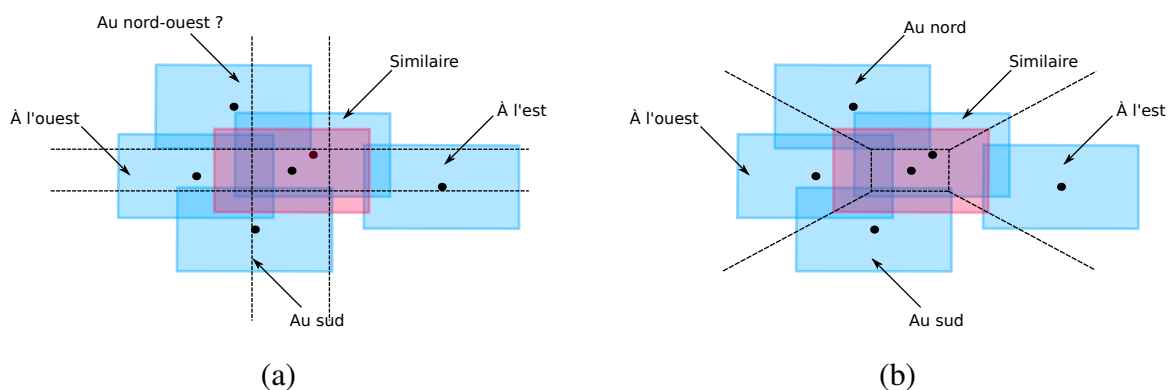 Au nord-ouest ?
Similaire
À l'ouest
À l'est
Au sud
(a)
Au nord
Similaire
À l'ouest
À l'est
Au sud
(b)